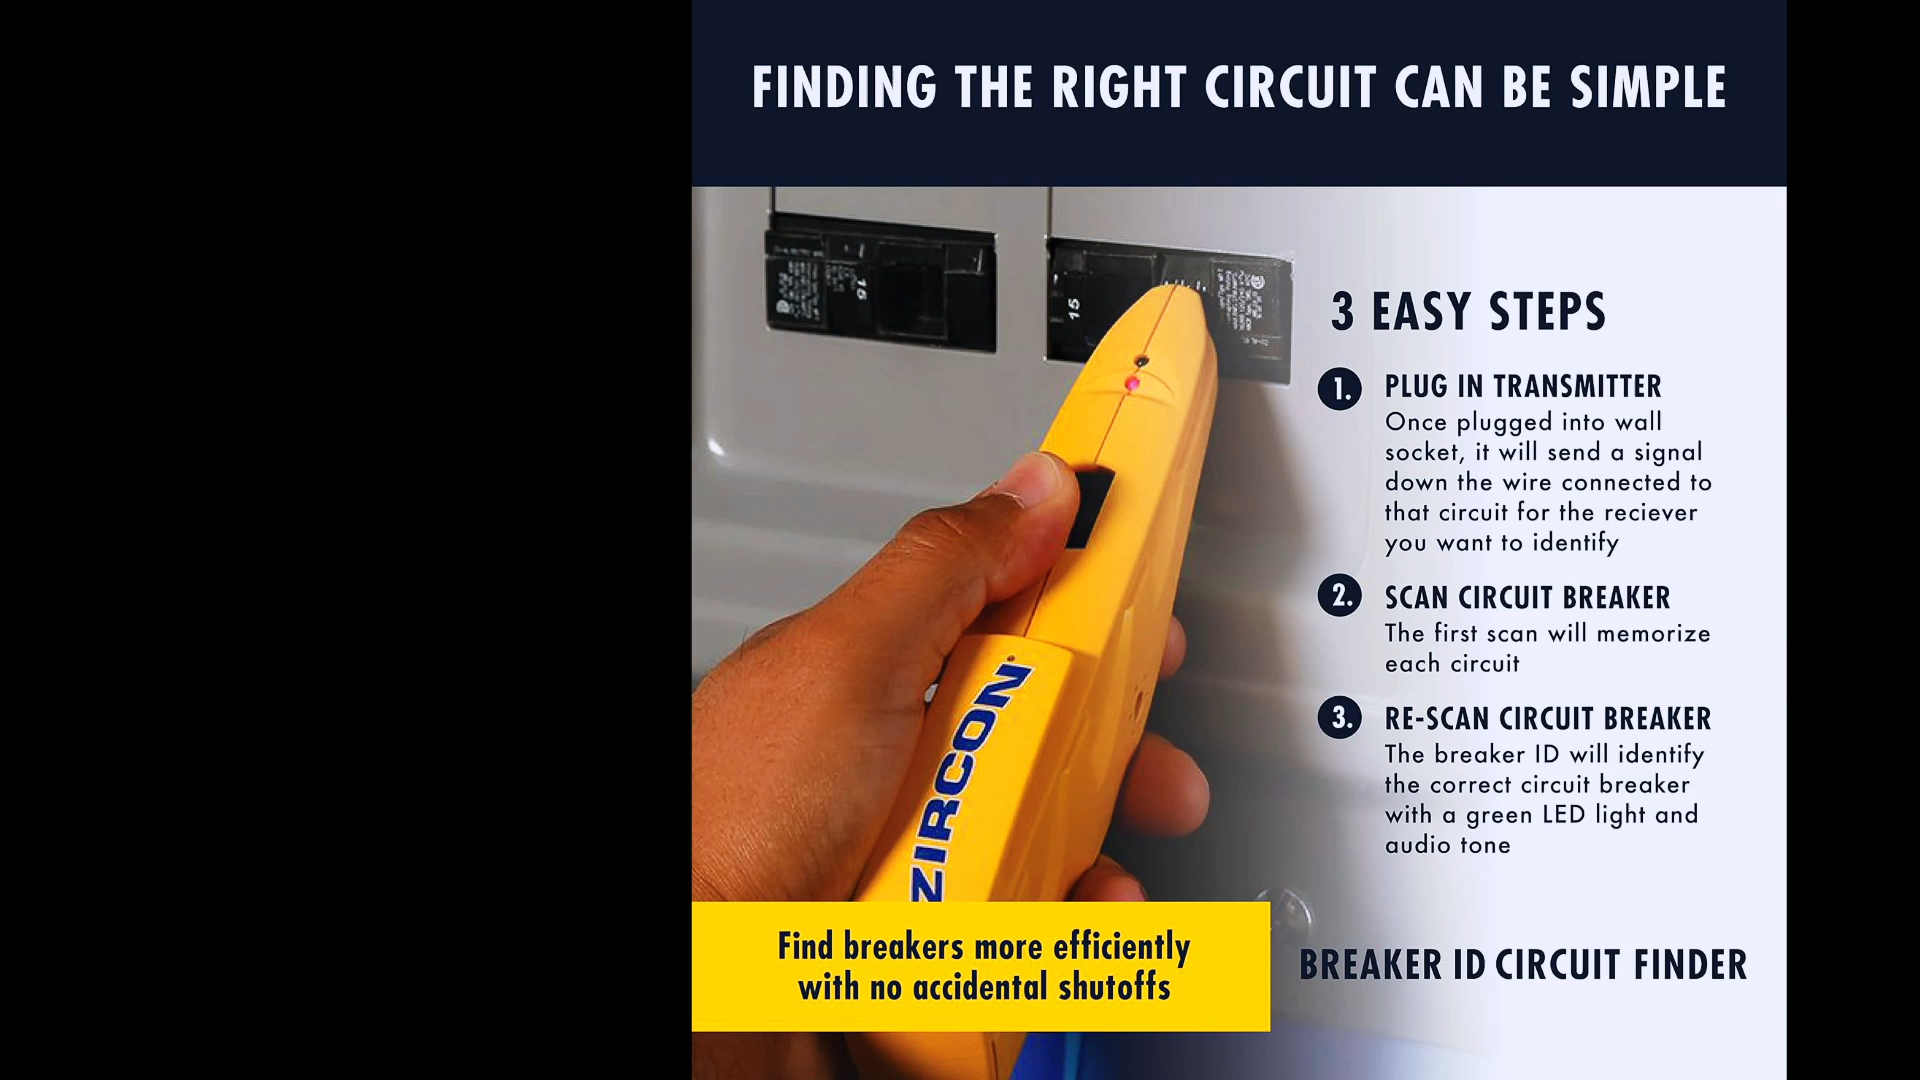 FINDING THE RIGHT CIRCUIT CAN BE SIMPLE
15
15
3 EASY STEPS
1. PLUG IN TRANSMITTER
Once plugged into wall
socket, it will send a signal
down the wire connected to
that circuit for the reciever
you want to identify
2. SCAN CIRCUIT BREAKER
The first scan will memorize
each circuit
3. RE-SCAN CIRCUIT BREAKER
The breaker ID will identify
the correct circuit breaker
with a green LED light and
audio tone
ZIRCON
Find breakers more efficiently
with no accidental shutoffs
BREAKER ID CIRCUIT FINDER